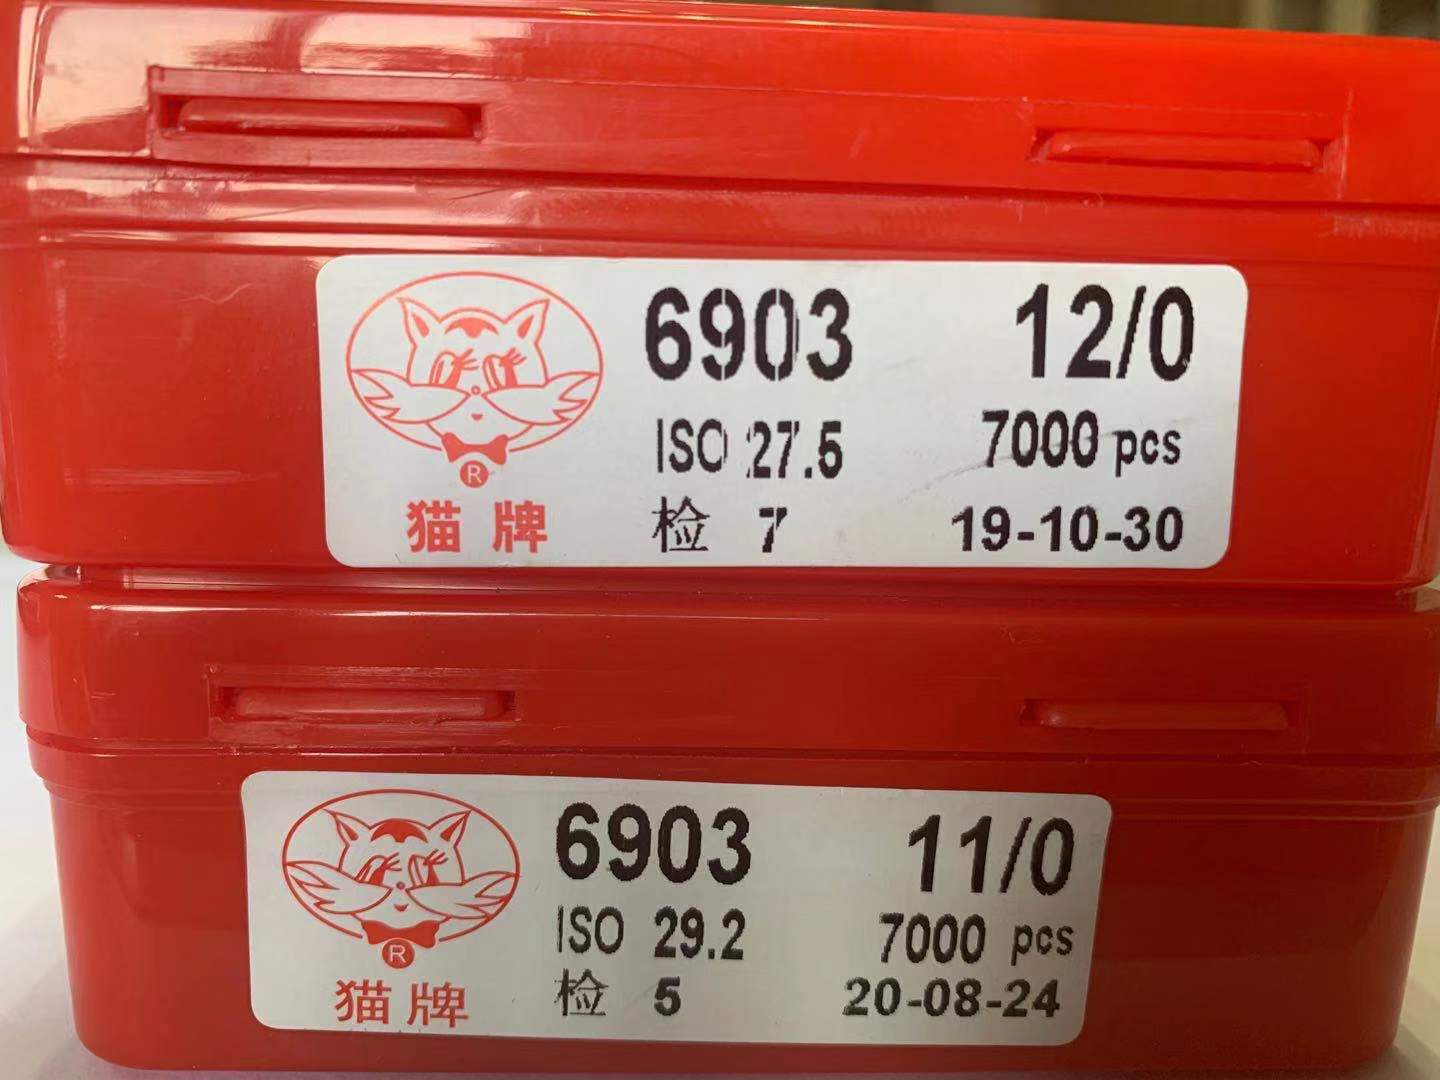 6903 12/0
ISO 27.5 7000 pcs
检 7 19-10-30
®
猫牌
6903 11/0
ISO 29.2 7000 pcs
检 5 20-08-24
®
猫牌